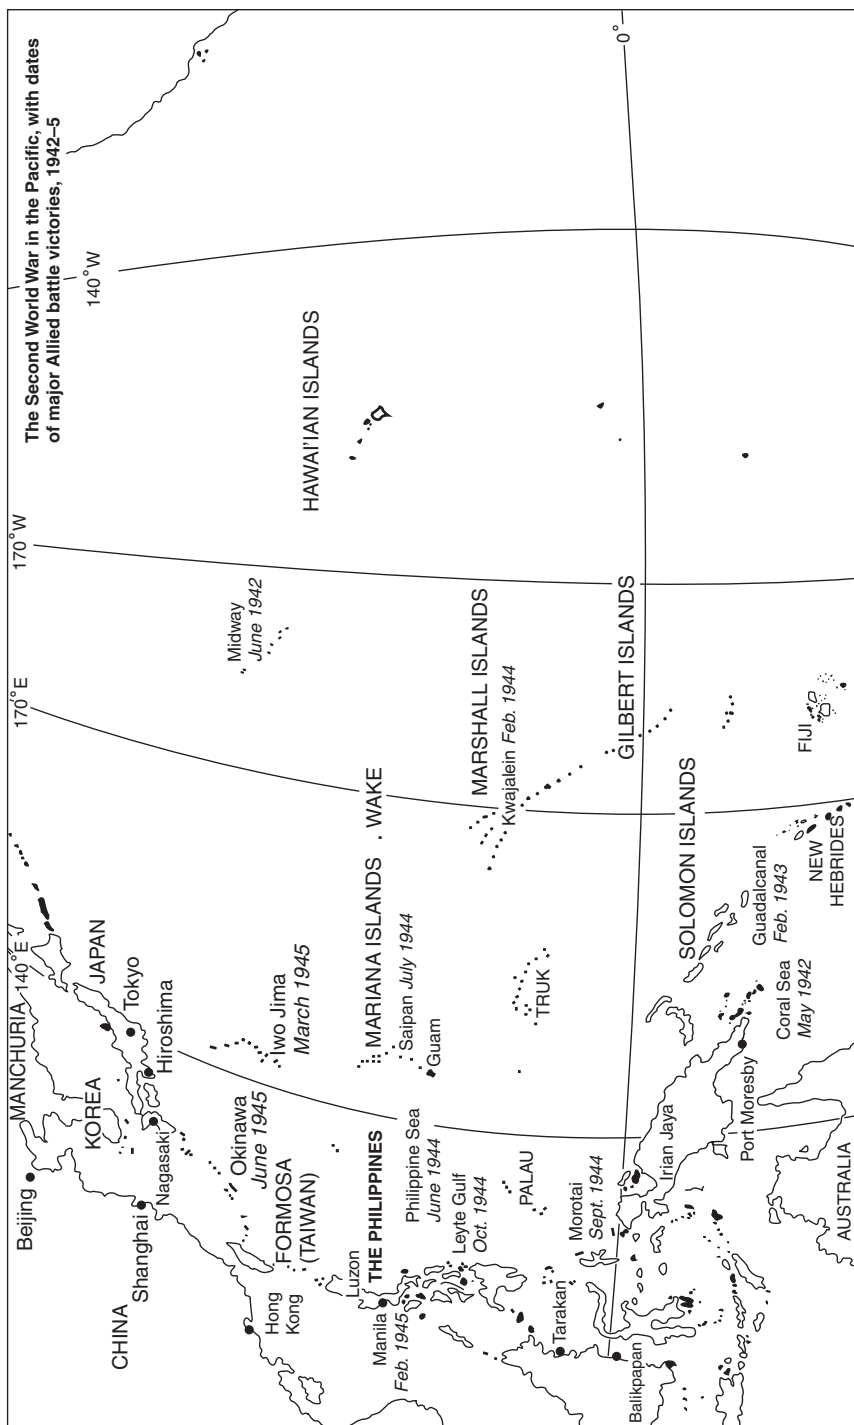 The Second World War in the Pacific, with dates
of major Allied battle victories, 1942–5
MANCHURIA
140°E
170°E
170°W
140°W
Beijing
KOREA
JAPAN
Tokyo
Hiroshima
Nagasaki
CHINA
Shanghai
Okinawa
June 1945
Iwo Jima
March 1945
Midway
June 1942
HAWAI'IAN ISLANDS
FORMOSA
(TAIWAN)
Hong
Kong
Luzon
THE PHILIPPINES
MARIANA ISLANDS
WAKE
Manila
Feb. 1945
Philippine Sea
June 1944
Saipan July 1944
Guam
Leyte Gulf
Oct. 1944
MARSHALL ISLANDS
Kwajalein Feb. 1944
PALAU
TRUK
Tarakan
Morotai
Sept. 1944
GILBERT ISLANDS
0°
Balikpapan
Irian Jaya
SOLOMON ISLANDS
Port Moresby
Guadalcanal
Feb. 1943
Coral Sea
May 1942
NEW
HEBRIDES
FIJI
AUSTRALIA